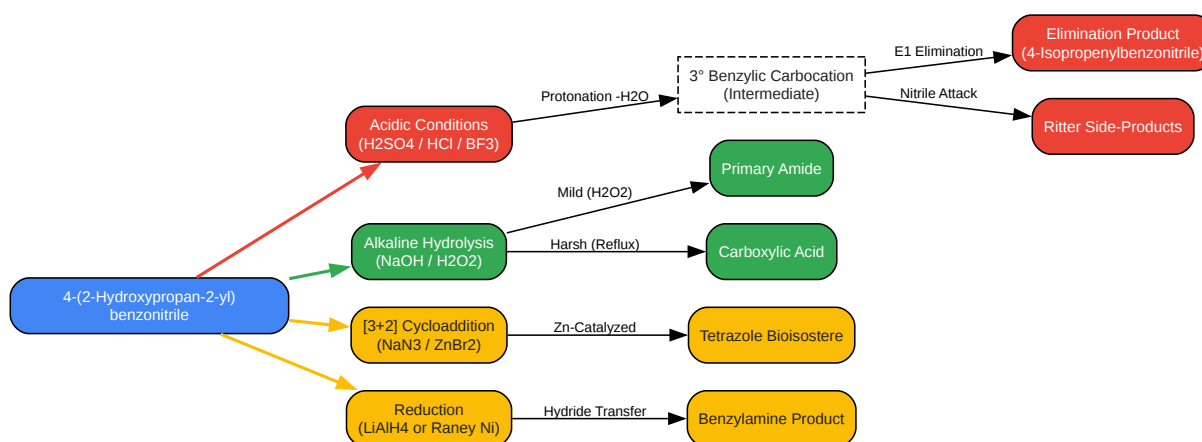 Elimination Product
(4-Isopropenylbenzonitrile)
E1 Elimination
3° Benzylic Carbocation
(Intermediate)
Nitrile Attack
Protonation -H2O
Ritter Side-Products
Acidic Conditions
(H2SO4 / HCl / BF3)
Primary Amide
Mild (H2O2)
Alkaline Hydrolysis
(NaOH / H2O2)
Harsh (Reflux)
Carboxylic Acid
4-(2-Hydroxypropan-2-yl)
benzonitrile
[3+2] Cycloaddition
(NaN3 / ZnBr2)
Zn-Catalyzed
Tetrazole Bioisostere
Reduction
(LiAlH4 or Raney Ni)
Hydride Transfer
Benzylamine Product